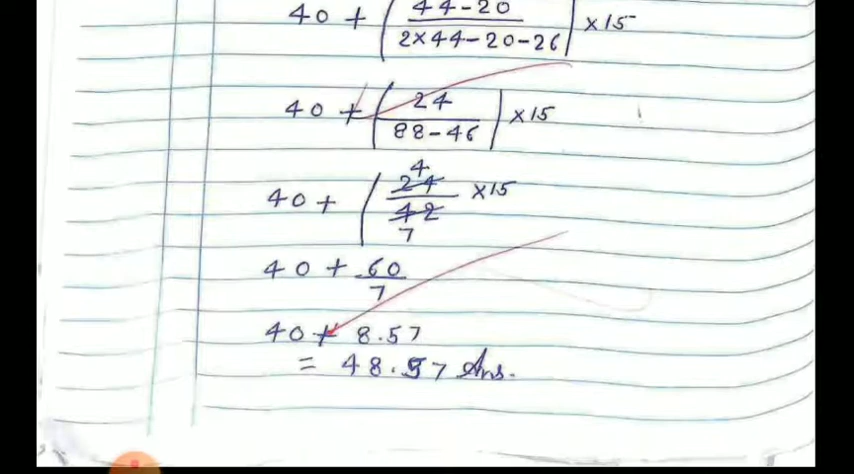 40 + (44-20 / 2×44-20-26) ×15
40 + (24 / 88-46) ×15
4
40 + (24 / 42 ×15
7
40 + 60 / 7
40 + 8.57
= 48.57 Ans.